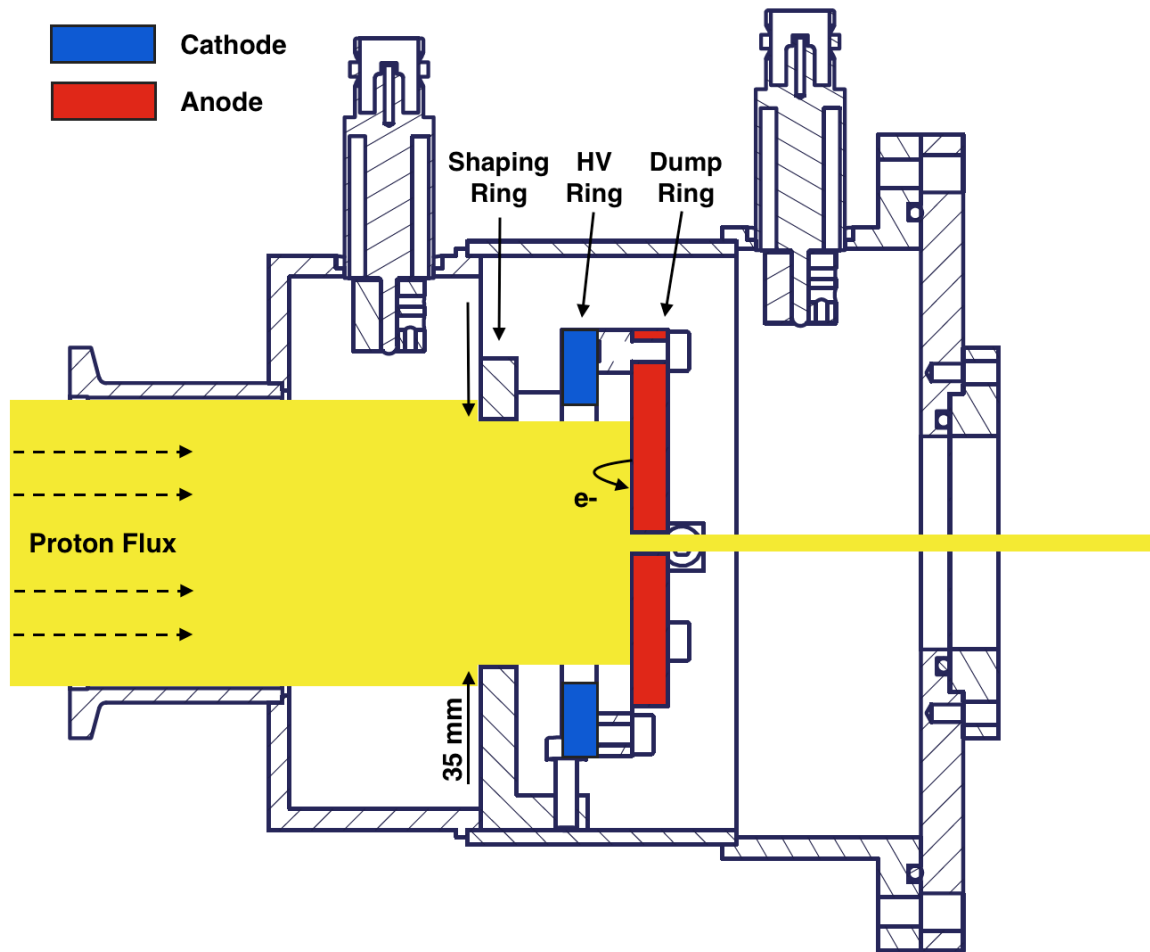 Cathode
Anode
Shaping
Ring
HV
Ring
Dump
Ring
e-
Proton Flux
35 mm